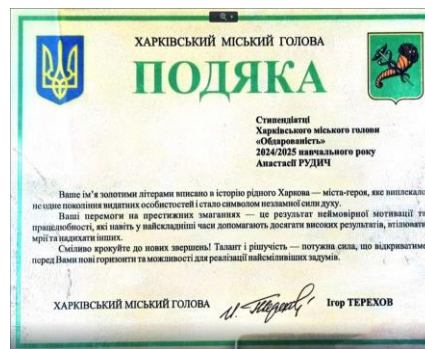 ХАРКІВСЬКИЙ МІСЬКИЙ ГОЛОВА
ПОДЯКА
Стипендіатці
Харківського міського голови
«Обдарованість»
2024/2025 навчального року
Анастасії РУДИЧ
Ваше ім’я золотими літерами вписано в історію рідного Харкова — міста-героя, яке виплекало
не одне покоління видатних особистостей і стало символом незламної сили духу.
Ваші перемоги на престижних змаганнях — це результат неймовірної мотивації та
працелюбності, які навіть у найскладніші часи допомагають досягати високих результатів, втілювати
мрії та надихати інших.
Сміливо крокуйте до нових звершень! Талант і рішучість — потужна сила, що відкриватиме
перед Вами нові горизонти та можливості для реалізації найсміливіших задумів.
ХАРКІВСЬКИЙ МІСЬКИЙ ГОЛОВА Ігор ТЕРЕХОВ